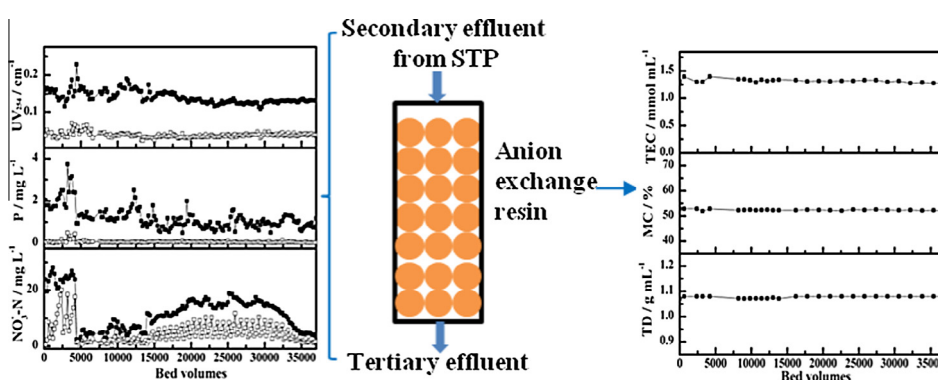 UV₂₅₄ / cm⁻¹
0.2
0.1
P / mg L⁻¹
4
2
0
NO₃⁻-N / mg L⁻¹
20
0
0 5000 10000 15000 20000 25000 30000 35000
Bed volumes
Secondary effluent
from STP
Anion
exchange
resin
Tertiary effluent
TEC / mmol mL⁻¹
1.5
1.0
0.5
0.0
MC / %
70
60
50
40
TD / g mL⁻¹
1.2
1.1
1.0
0.9
0 5000 10000 15000 20000 25000 30000 3500
Bed volumes